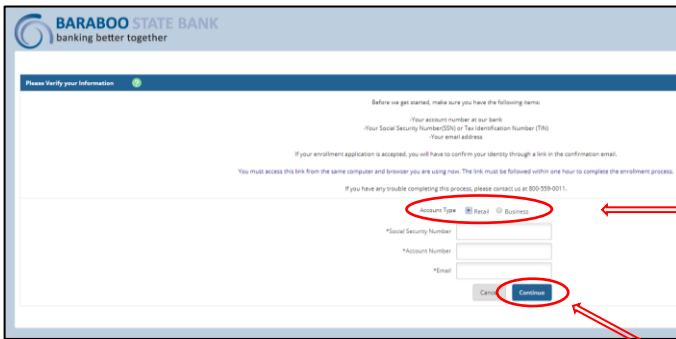 BARABOO STATE BANK
banking better together
Please Verify your Information ?
Before we get started, make sure you have the following items:
-Your account number at our bank
-Your Social Security Number(SSN) or Tax Identification Number (TIN)
-Your email address
If your enrollment application is accepted, you will have to confirm your identity through a link in the confirmation email.
You must access this link from the same computer and browser you are using now. The link must be followed within one hour to complete the enrollment process.
If you have any trouble completing this process, please contact us at 800-559-0011.
Account Type Retail Business
*Social Security Number
*Account Number
*Email
Cancel Continue